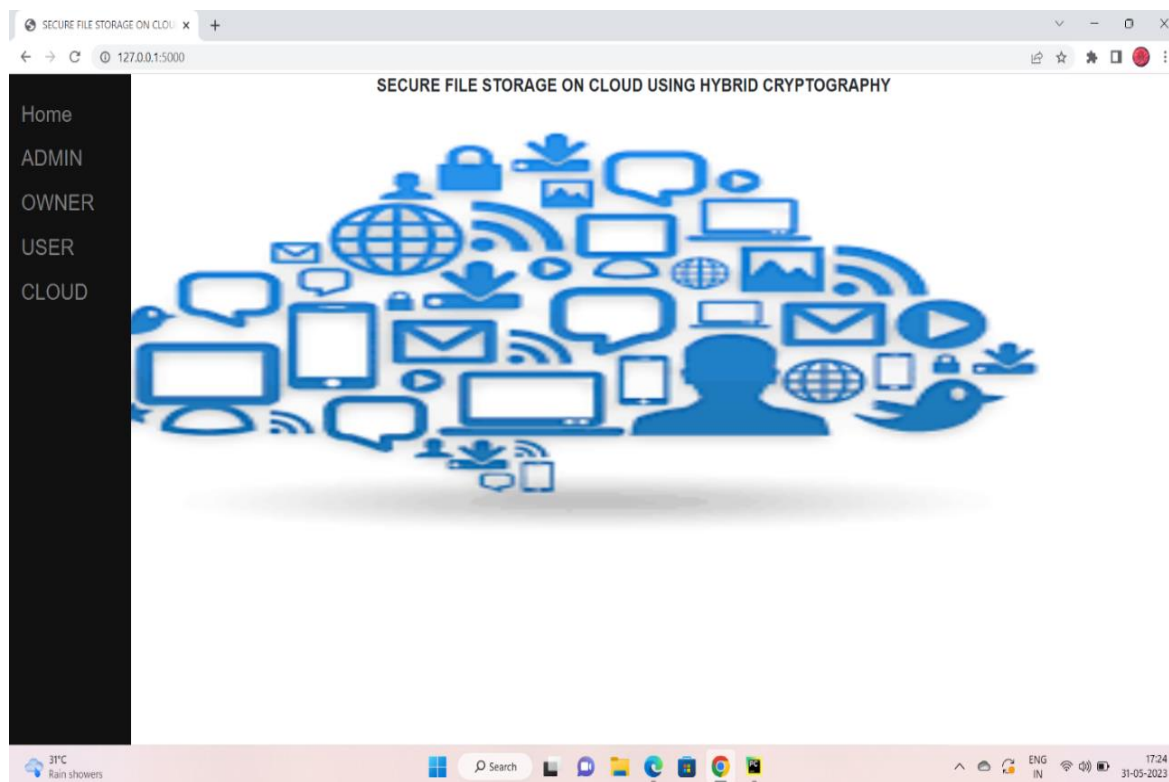 SECURE FILE STORAGE ON CLOU
127.0.0.1:5000
SECURE FILE STORAGE ON CLOUD USING HYBRID CRYPTOGRAPHY
Home
ADMIN
OWNER
USER
CLOUD
31°C
Rain showers
Search
PC
ENG
IN
17:24
31-05-2023